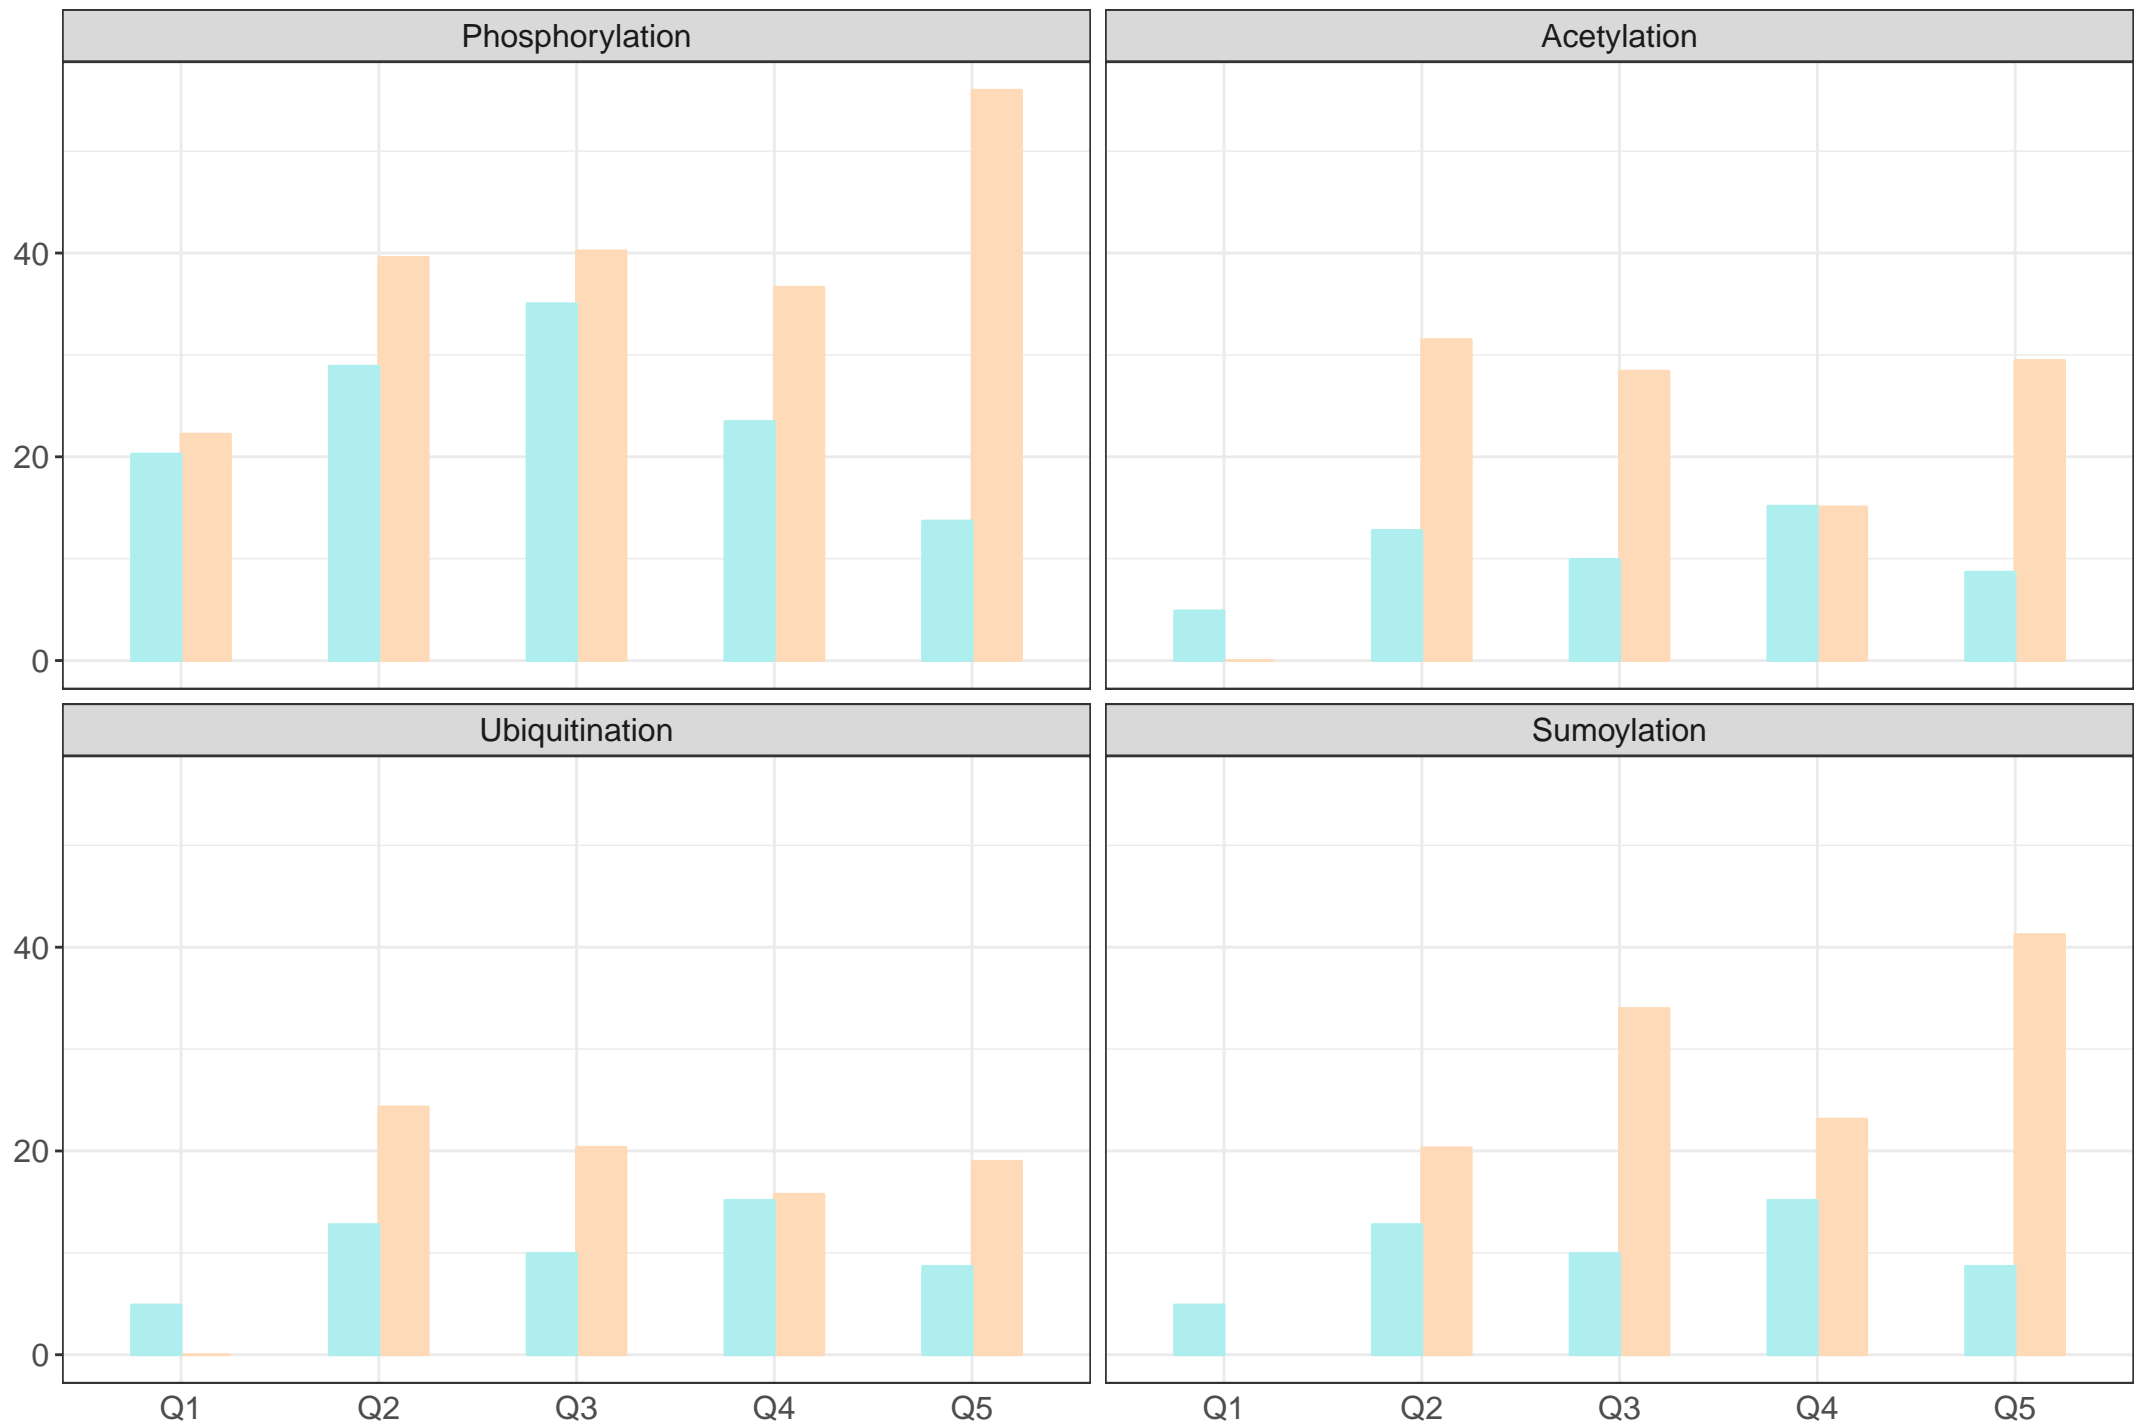 Phosphorylation
Acetylation
40
20
0
Ubiquitination
Sumoylation
40
20
0
Q1 Q2 Q3 Q4 Q5 Q1 Q2 Q3 Q4 Q5